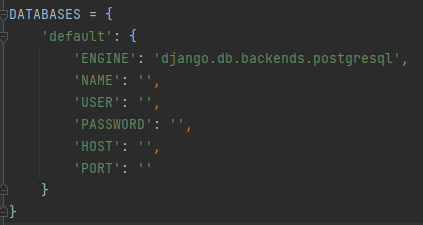 DATABASES = {
    'default': {
        'ENGINE': 'django.db.backends.postgresql',
        'NAME': '',
        'USER': '',
        'PASSWORD': '',
        'HOST': '',
        'PORT': ''
    }
}